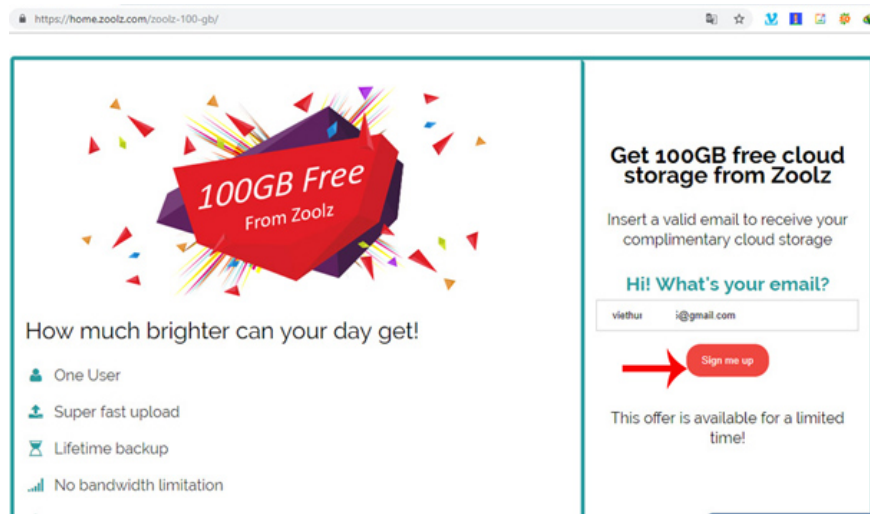 https://home.zoolz.com/zoolz-100-gb/
100GB Free
From Zoolz
How much brighter can your day get!
One User
Super fast upload
Lifetime backup
No bandwidth limitation
Get 100GB free cloud
storage from Zoolz
Insert a valid email to receive your
complimentary cloud storage
Hi! What's your email?
@gmail.com
Sign me up
This offer is available for a limited
time!